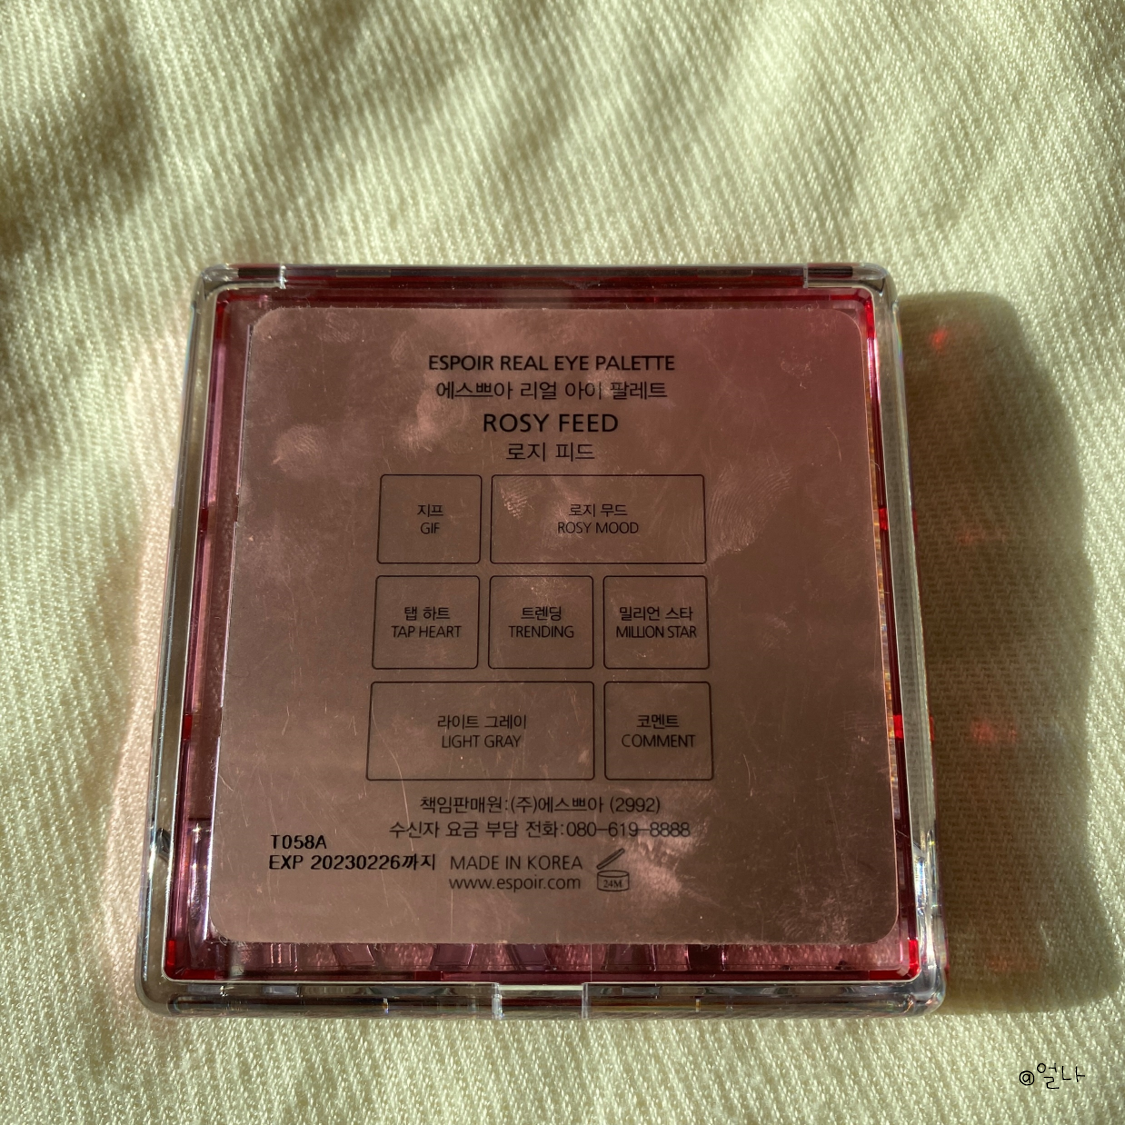 ESPOIR REAL EYE PALETTE
에스쁘아 리얼 아이 팔레트
ROSY FEED
로지 피드
지프
GIF
로지 무드
ROSY MOOD
탭 하트
TAP HEART
트렌딩
TRENDING
밀리언 스타
MILLION STAR
라이트 그레이
LIGHT GRAY
코멘트
COMMENT
책임판매원:(주)에스쁘아 (2992)
수신자 요금 부담 전화:080-619-8888
T058A
EXP 20230226까지
MADE IN KOREA
www.espoir.com
24M
@얼냐